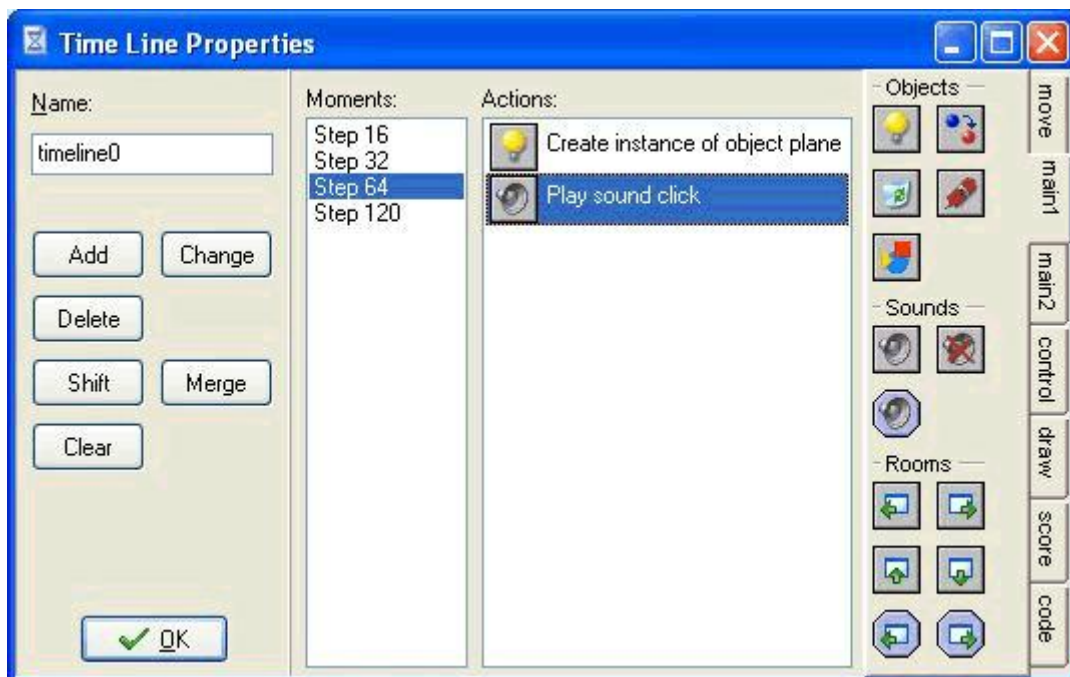 Time Line Properties
Name:
timeline0
Add
Change
Delete
Shift
Merge
Clear
OK
Moments:
Step 16
Step 32
Step 64
Step 120
Actions:
Create instance of object plane
Play sound click
Objects
Sounds
Rooms
move
main1
main2
control
draw
score
code